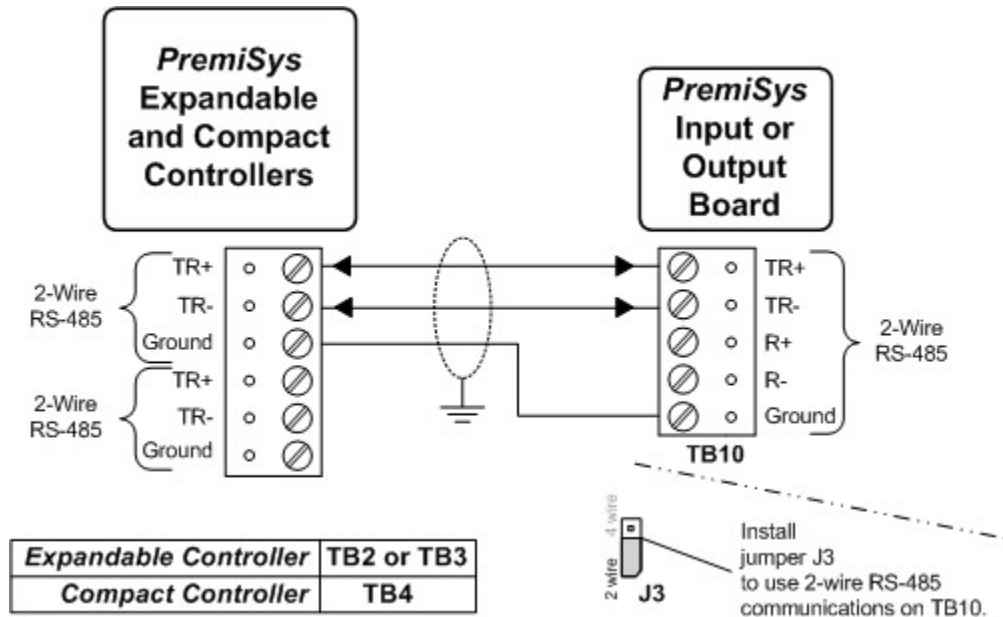 PremiSys
Expandable
and Compact
Controllers
PremiSys
Input or
Output
Board
2-Wire
RS-485
TR+
TR-
Ground
2-Wire
RS-485
TR+
TR-
Ground
TR+
TR-
R+
R-
Ground
2-Wire
RS-485
TB10
Expandable Controller TB2 or TB3
Compact Controller TB4
4 wire
2 wire
J3
Install
jumper J3
to use 2-wire RS-485
communications on TB10.